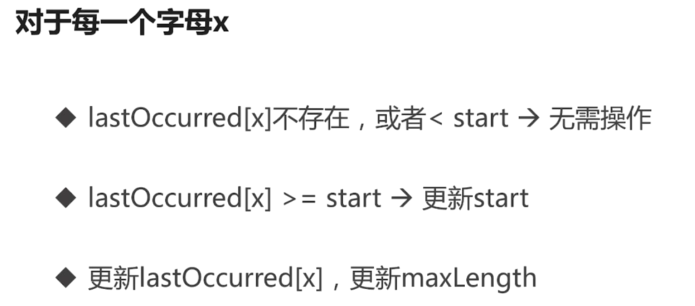 对于每一个字母x
◆ lastOccurred[x]不存在，或者< start → 无需操作
◆ lastOccurred[x] >= start → 更新start
◆ 更新lastOccurred[x]，更新maxLength